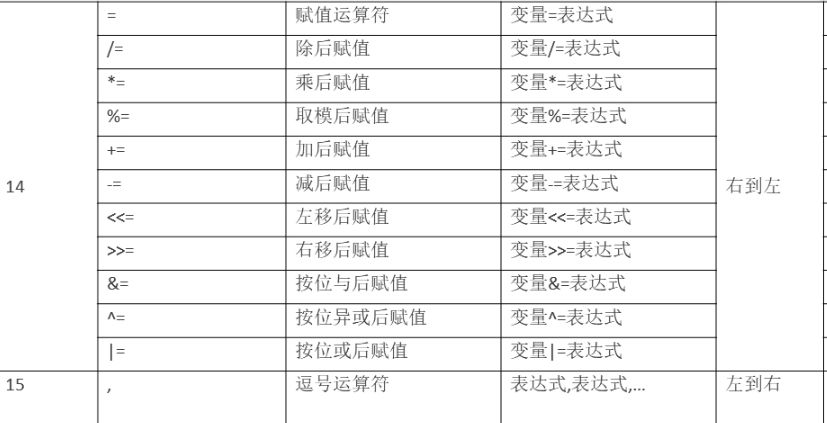 = 赋值运算符 变量=表达式
/= 除后赋值 变量/=表达式
*= 乘后赋值 变量*=表达式
%= 取模后赋值 变量%=表达式
+= 加后赋值 变量+=表达式
14 -= 减后赋值 变量-=表达式 右到左
<<= 左移后赋值 变量<<=表达式
>>= 右移后赋值 变量>>=表达式
&= 按位与后赋值 变量&=表达式
^= 按位异或后赋值 变量^=表达式
|= 按位或后赋值 变量|=表达式
15 , 逗号运算符 表达式,表达式,... 左到右